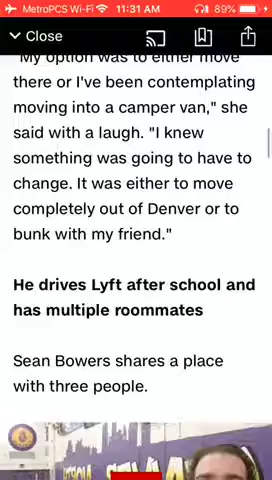 MetroPCS Wi-Fi 11:31 AM 89%
Close
"My option was to either move
there or I've been contemplating
moving into a camper van," she
said with a laugh. "I knew
something was going to have to
change. It was either to move
completely out of Denver or to
bunk with my friend."
He drives Lyft after school and
has multiple roommates
Sean Bowers shares a place
with three people.